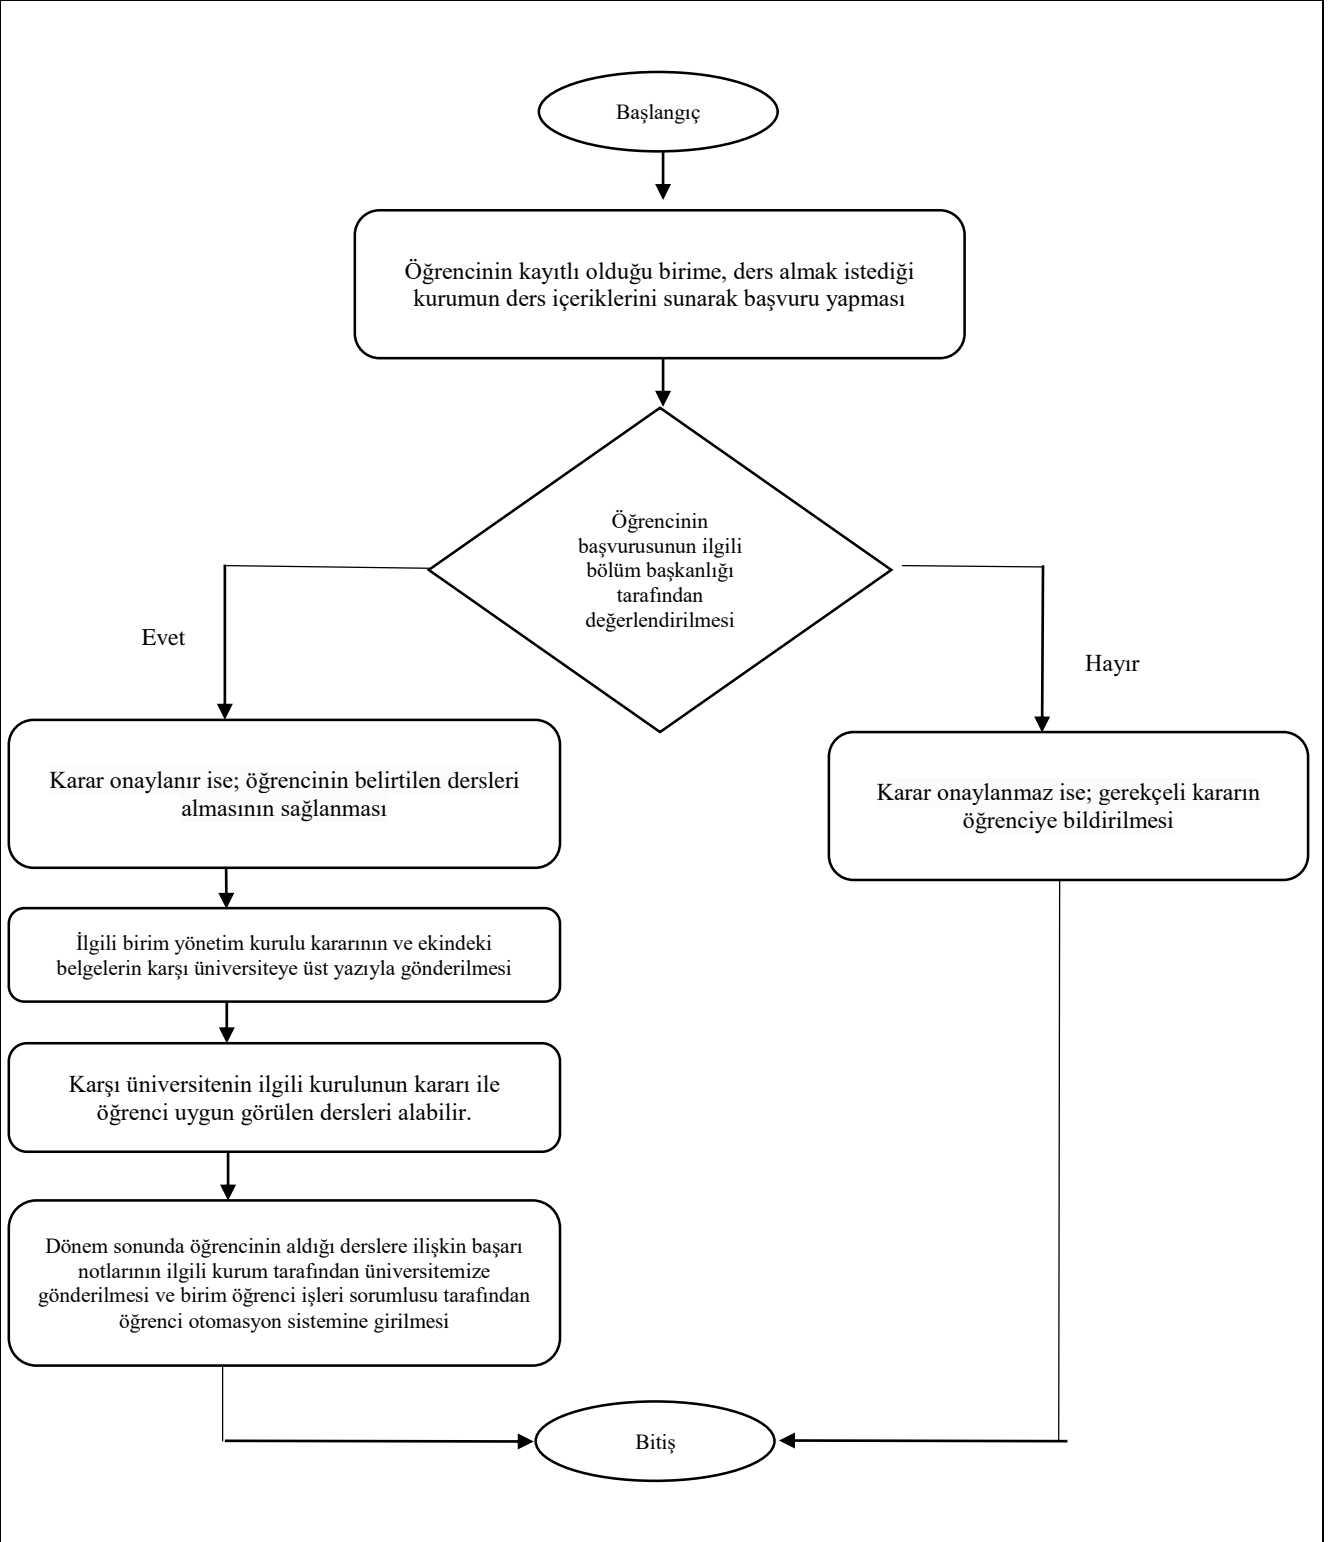 Başlangıç
Öğrencinin kayıtlı olduğu birime, ders almak istediği
kurumun ders içeriklerini sunarak başvuru yapması
Öğrencinin
başvurusunun ilgili
bölüm başkanlığı
tarafından
değerlendirilmesi
Evet
Hayır
Karar onaylanır ise; öğrencinin belirtilen dersleri
almasının sağlanması
Karar onaylanmaz ise; gerekçeli kararın
öğrenciye bildirilmesi
İlgili birim yönetim kurulu kararının ve ekindeki
belgelerin karşı üniversiteye üst yazıyla gönderilmesi
Karşı üniversitenin ilgili kurulunun kararı ile
öğrenci uygun görülen dersleri alabilir.
Dönem sonunda öğrencinin aldığı derslere ilişkin başarı
notlarının ilgili kurum tarafından üniversitemize
gönderilmesi ve birim öğrenci işleri sorumlusu tarafından
öğrenci otomasyon sistemine girilmesi
Bitiş